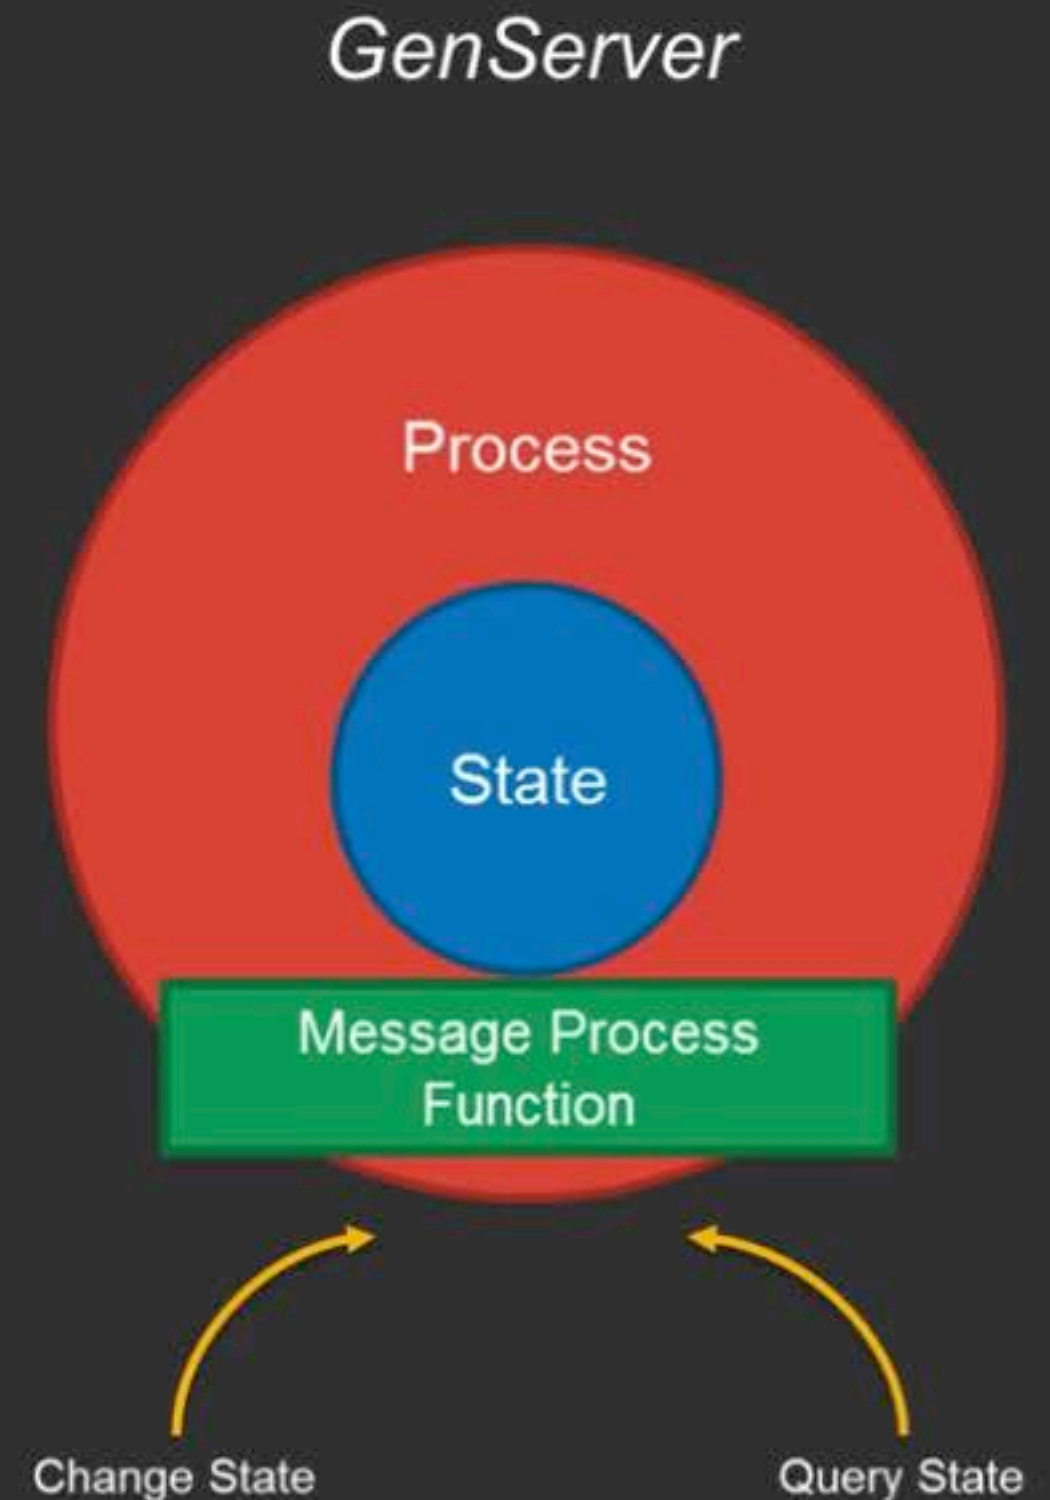 GenServer
Process
State
Message Process
Function
Change State
Query State